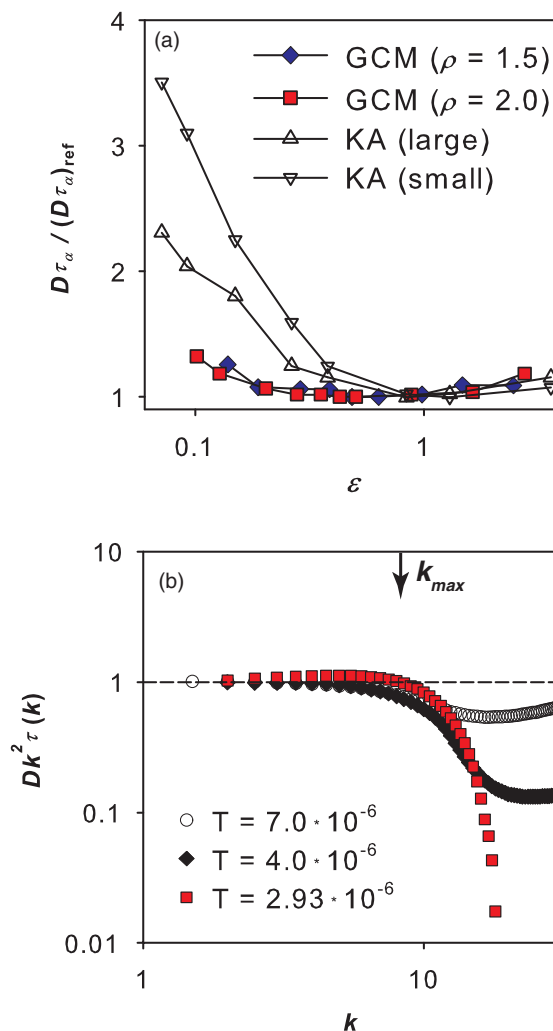 (a)
GCM (ρ = 1.5)
GCM (ρ = 2.0)
KA (large)
KA (small)
Dτα / (Dτα)ref
4
3
2
1
0.1
1
ε
(b)
kmax
Dk² τ (k)
10
1
0.1
0.01
T = 7.0 * 10⁻⁶
T = 4.0 * 10⁻⁶
T = 2.93 * 10⁻⁶
1
10
k